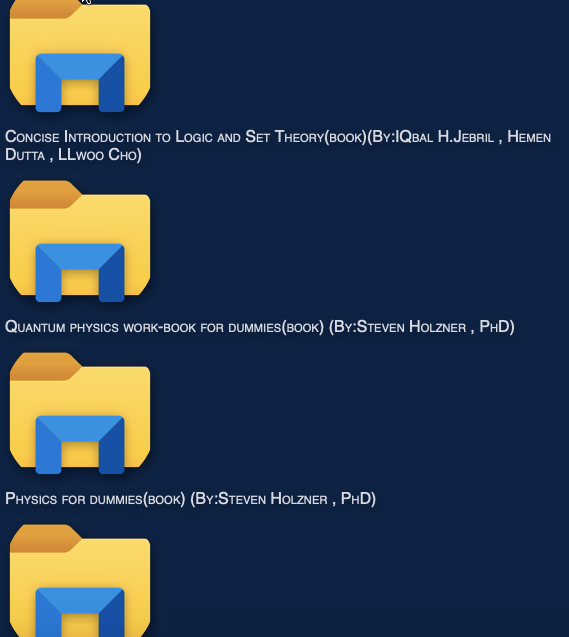 Concise Introduction to Logic and Set Theory(book)(By:IQbal H.Jebril , Hemen
Dutta , LLwoo Cho)
Quantum physics work-book for dummies(book) (By:Steven Holzner , PhD)
Physics for dummies(book) (By:Steven Holzner , PhD)